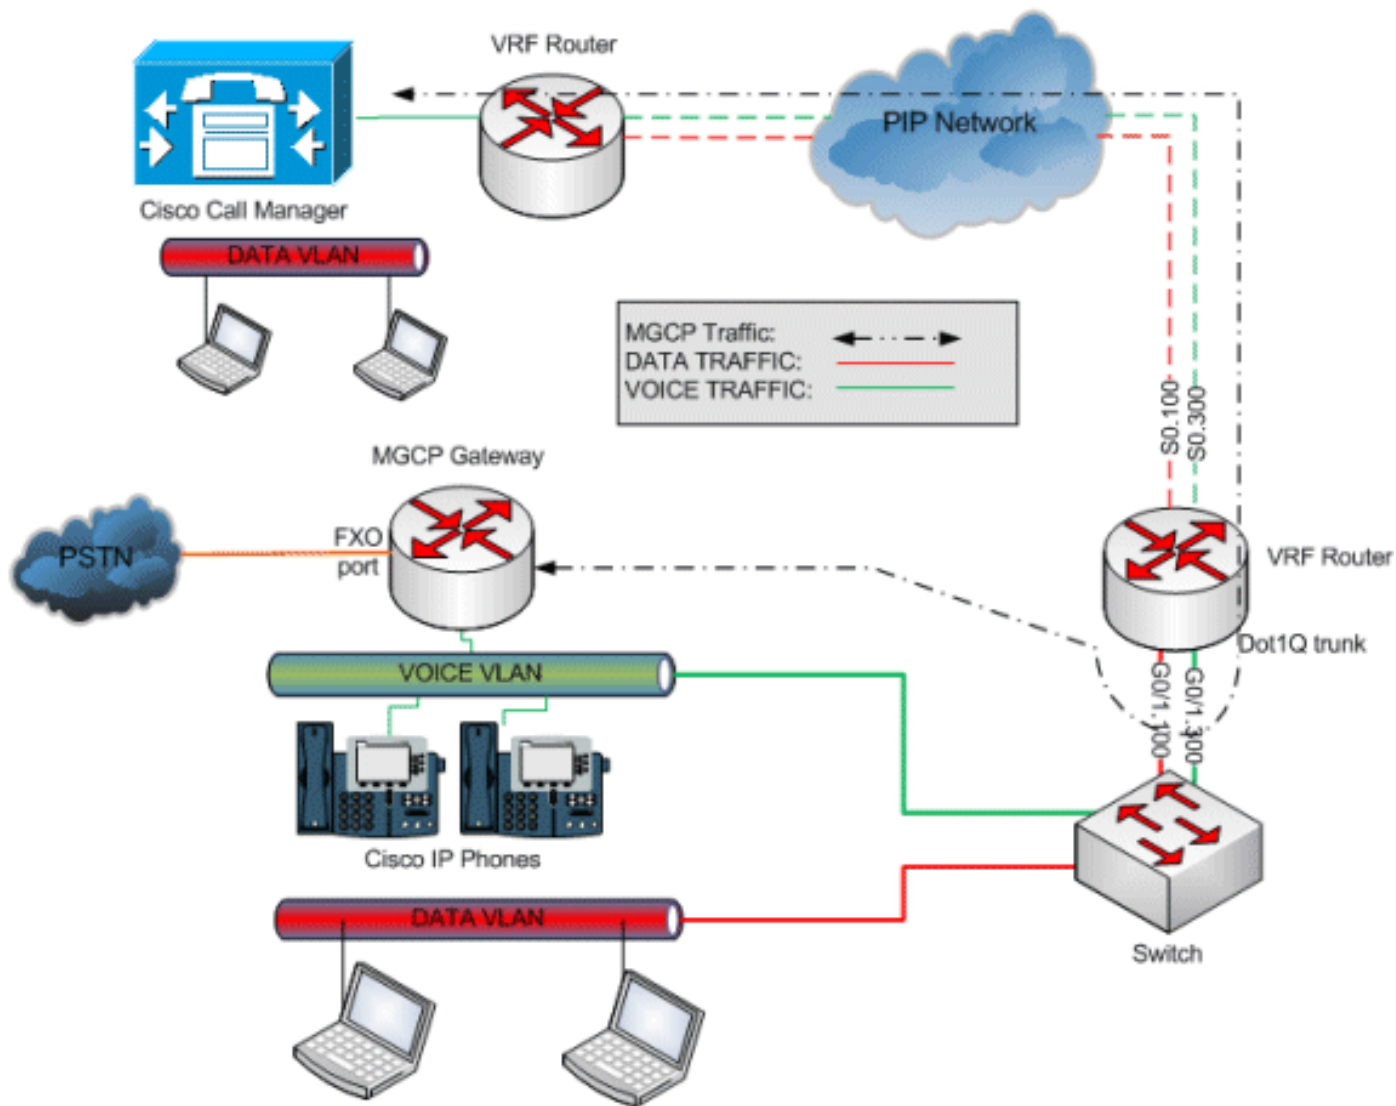 VRF Router
PIP Network
Cisco Call Manager
DATA VLAN
MGCP Traffic:
DATA TRAFFIC:
VOICE TRAFFIC:
S0.100
S0.300
MGCP Gateway
FXO
port
PSTN
VRF Router
Dot1Q trunk
G0/1.100
G0/1.300
VOICE VLAN
Cisco IP Phones
DATA VLAN
Switch